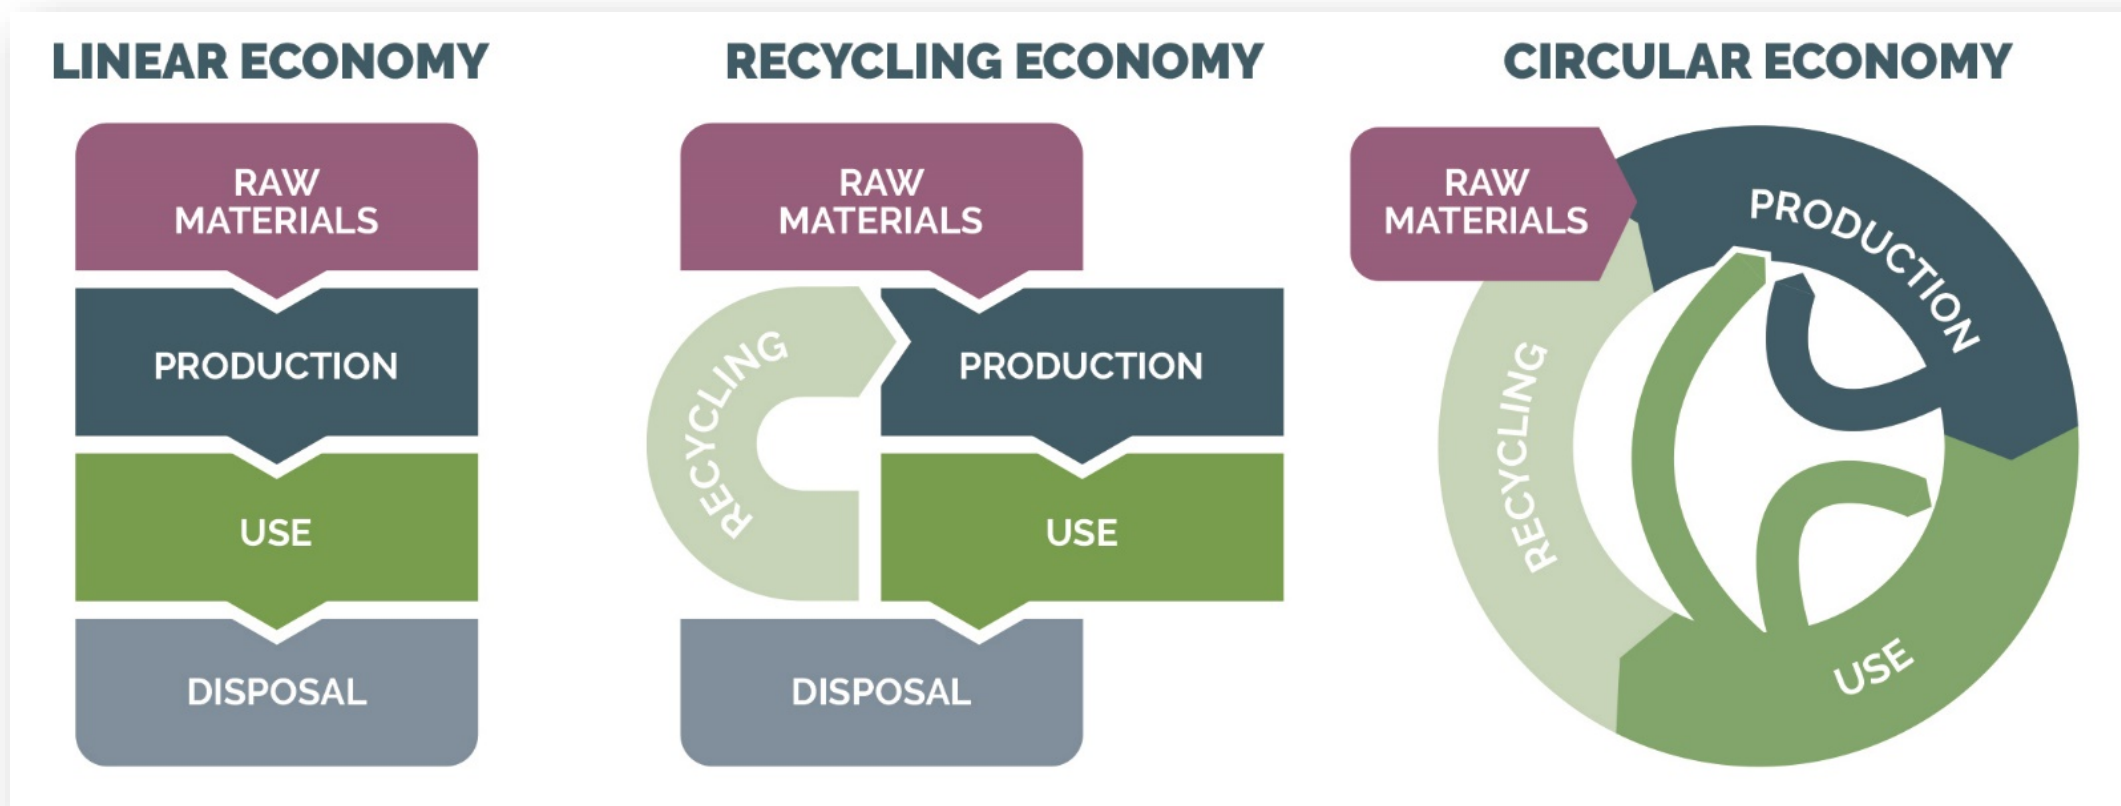 LINEAR ECONOMY
RAW
MATERIALS
PRODUCTION
USE
DISPOSAL
RECYCLING ECONOMY
RAW
MATERIALS
RECYCLING
PRODUCTION
USE
DISPOSAL
CIRCULAR ECONOMY
RAW
MATERIALS
PRODUCTION
RECYCLING
USE